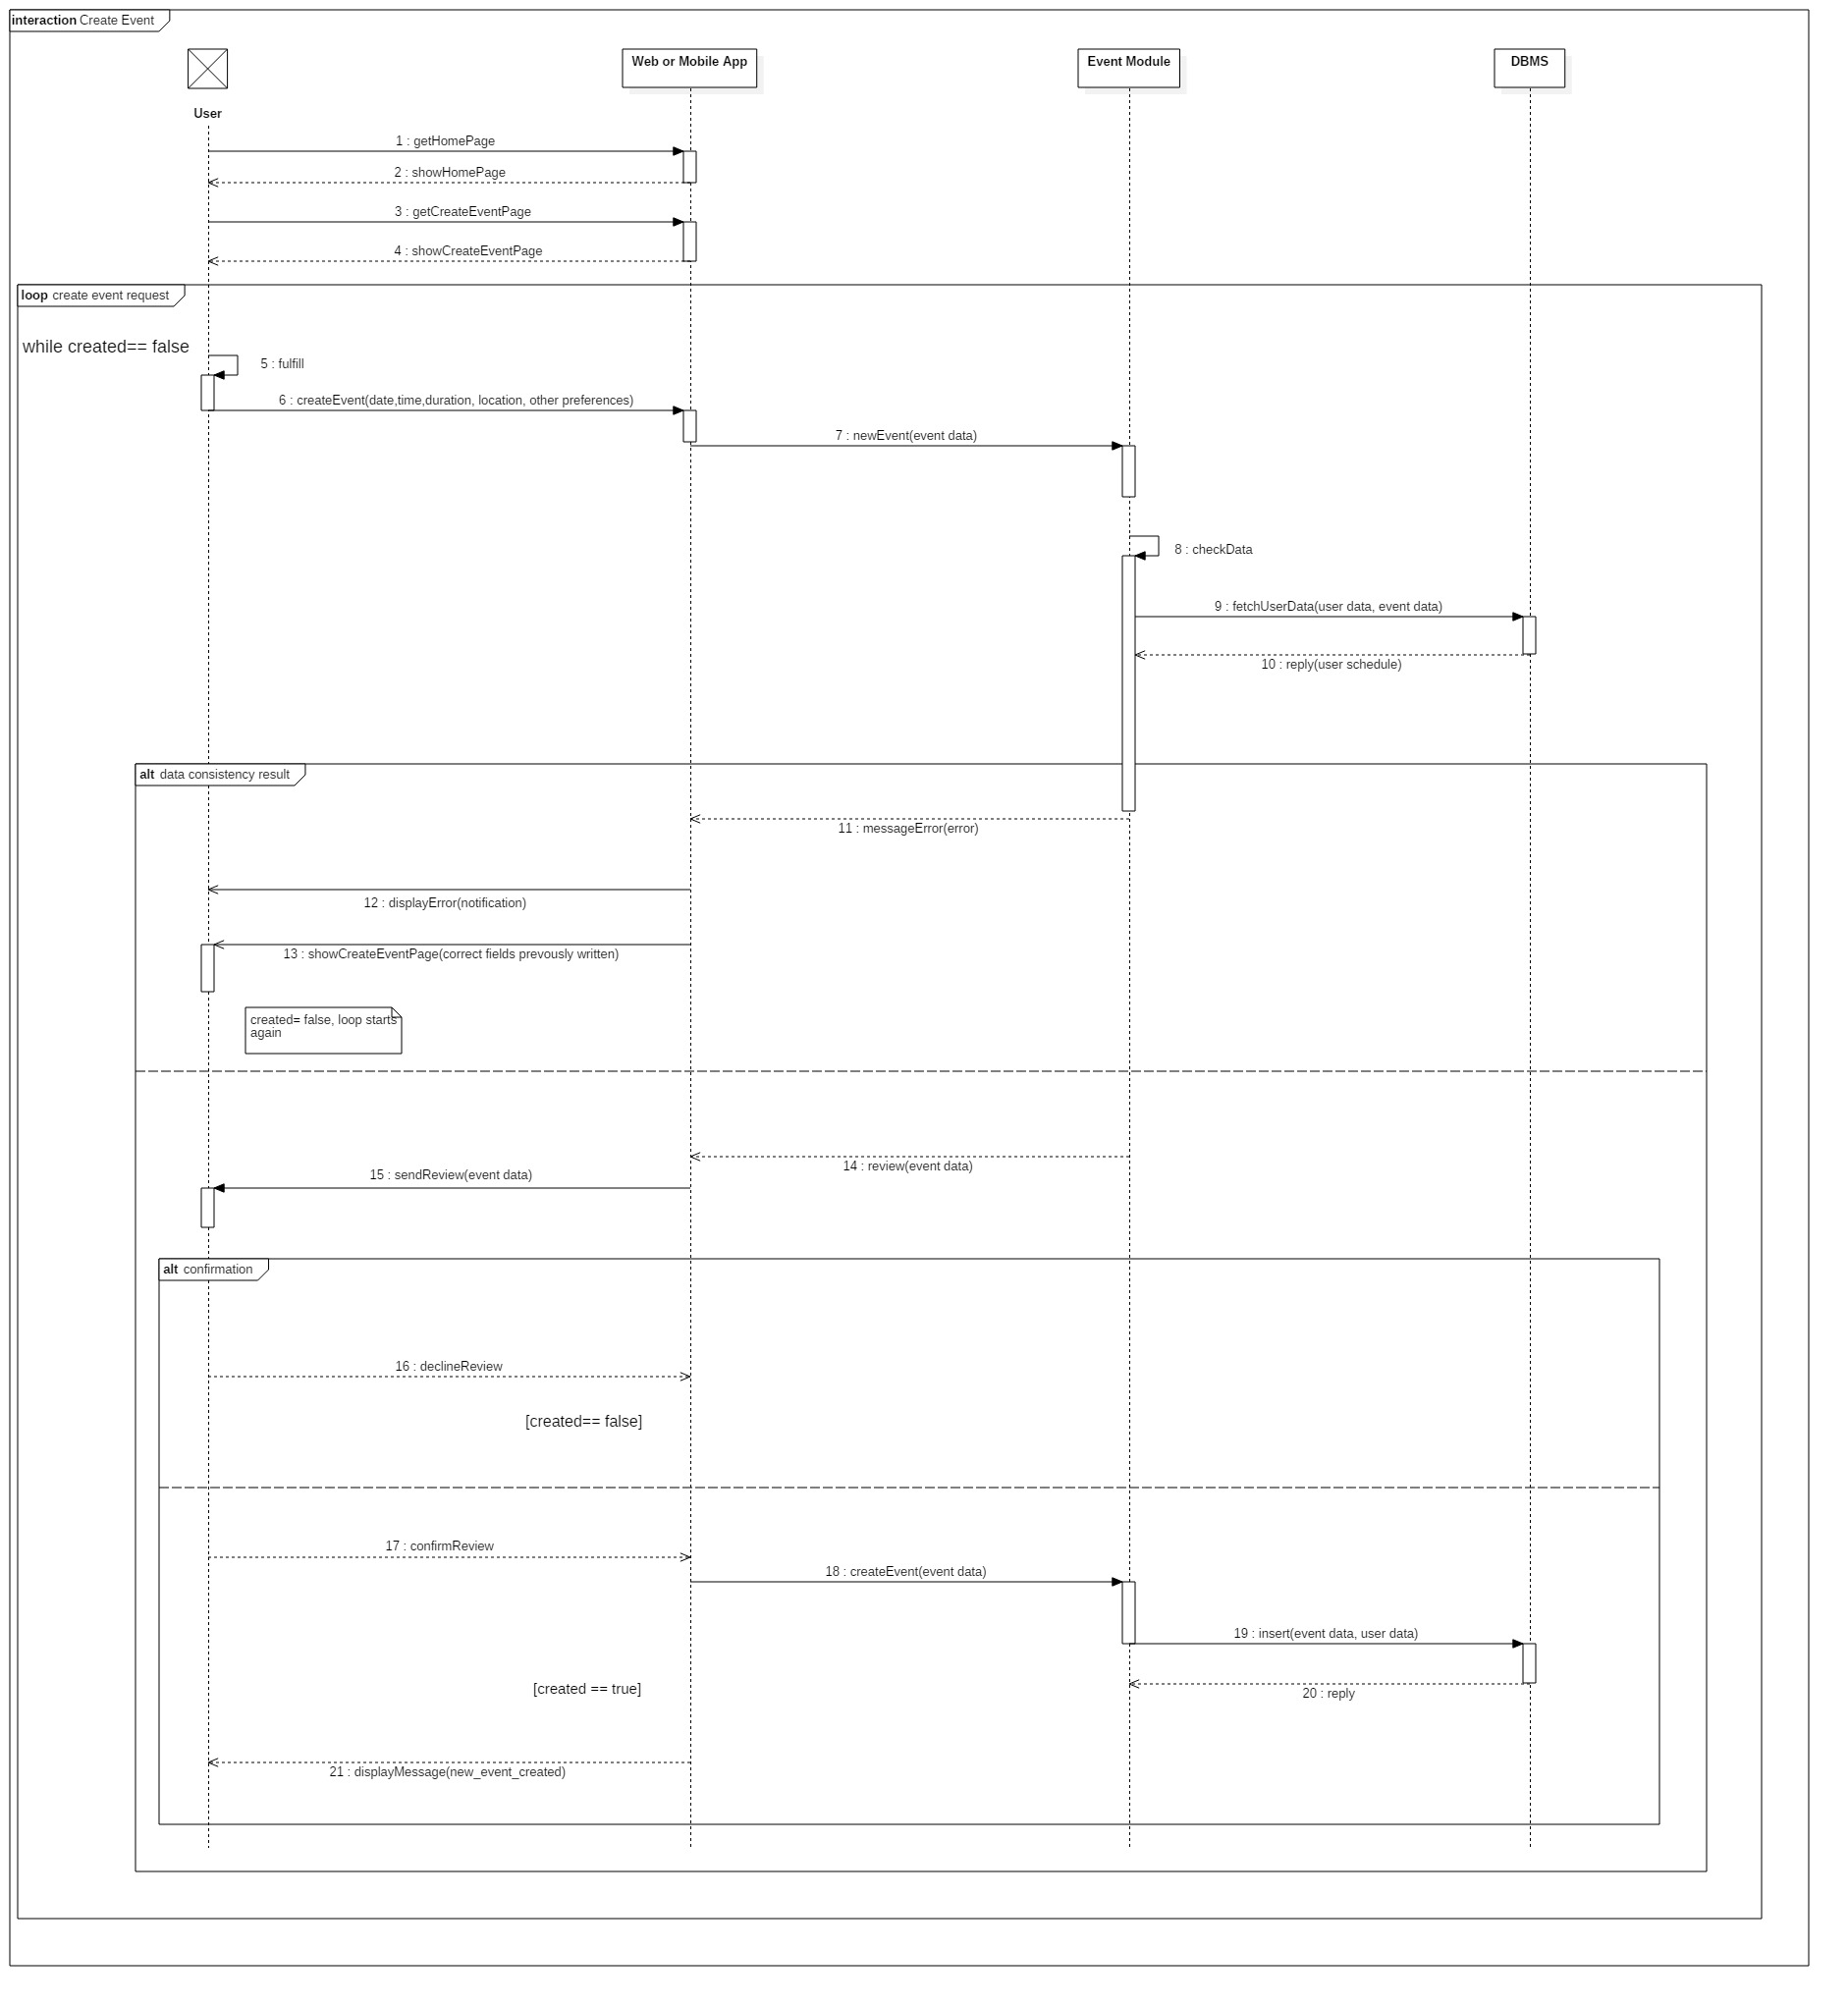 interaction Create Event
Web or Mobile App
Event Module
DBMS
User
1 : getHomePage
2 : showHomePage
3 : getCreateEventPage
4 : showCreateEventPage
loop create event request
while created== false
5 : fulfill
6 : createEvent(date,time,duration, location, other preferences)
7 : newEvent(event data)
8 : checkData
9 : fetchUserData(user data, event data)
10 : reply(user schedule)
alt data consistency result
11 : messageError(error)
12 : displayError(notification)
13 : showCreateEventPage(correct fields prevously written)
created= false, loop starts
again
14 : review(event data)
15 : sendReview(event data)
alt confirmation
16 : declineReview
[created== false]
17 : confirmReview
18 : createEvent(event data)
19 : insert(event data, user data)
[created == true]
20 : reply
21 : displayMessage(new_event_created)